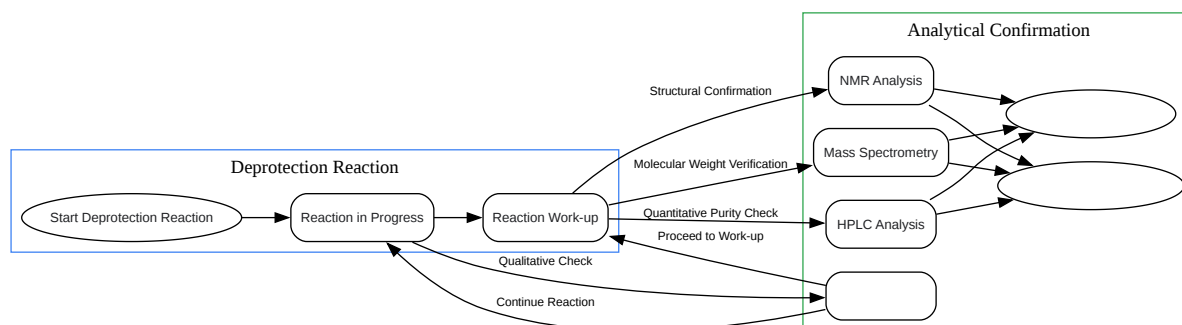 Analytical Confirmation
NMR Analysis
Structural Confirmation
Mass Spectrometry
Deprotection Reaction
Molecular Weight Verification
Start Deprotection Reaction
Reaction in Progress
Reaction Work-up
Quantitative Purity Check
HPLC Analysis
Proceed to Work-up
Qualitative Check
Continue Reaction